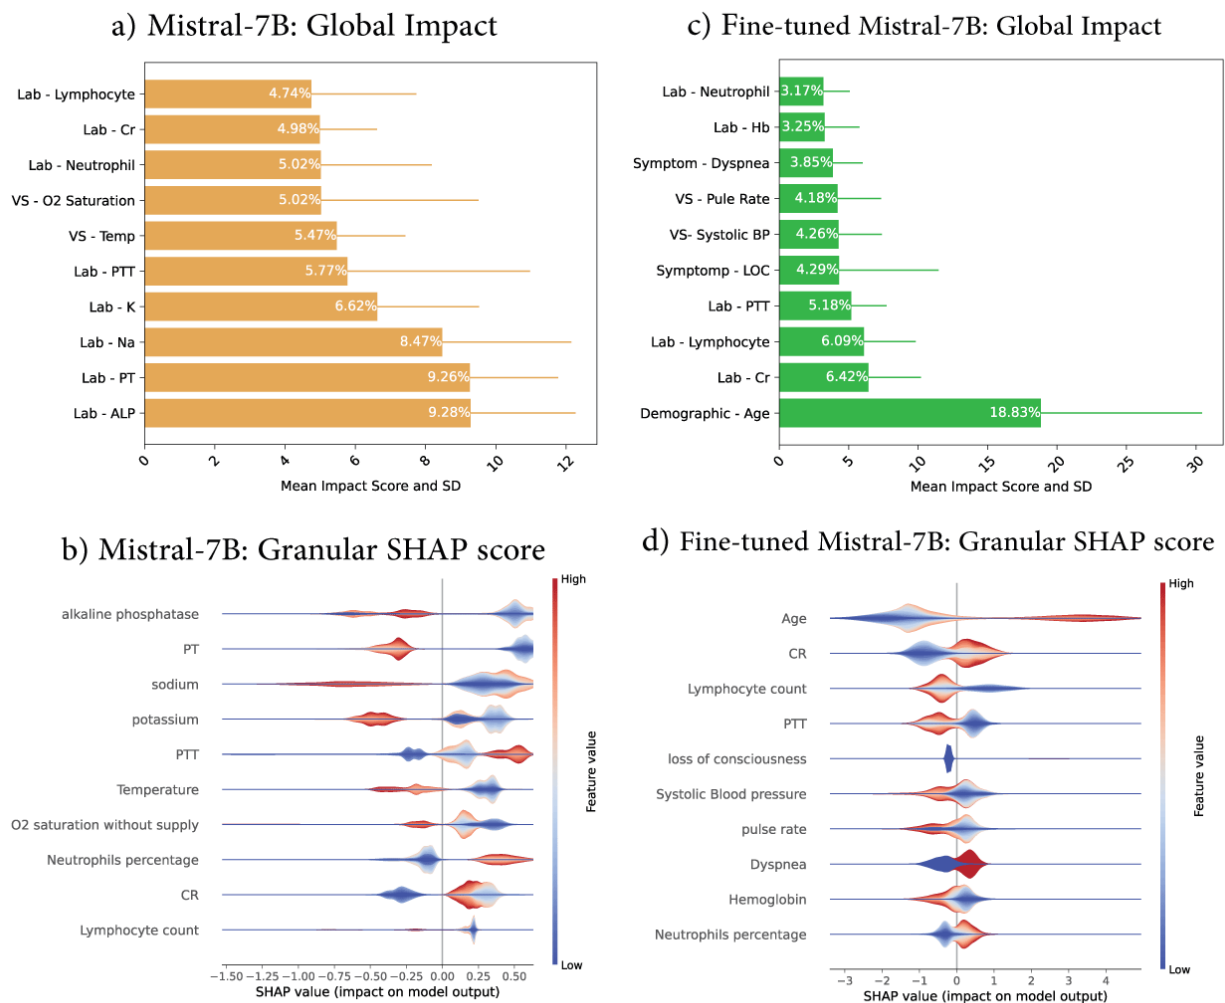 a) Mistral-7B: Global Impact
Lab - Lymphocyte
4.74%
Lab - Cr
4.98%
Lab - Neutrophil
5.02%
VS - O2 Saturation
5.02%
VS - Temp
5.47%
Lab - PTT
5.77%
Lab - K
6.62%
Lab - Na
8.47%
Lab - PT
9.26%
Lab - ALP
9.28%
0 2 4 6 8 10 12
Mean Impact Score and SD
c) Fine-tuned Mistral-7B: Global Impact
Lab - Neutrophil
3.17%
Lab - Hb
3.25%
Symptom - Dyspnea
3.85%
VS - Pule Rate
4.18%
VS- Systolic BP
4.26%
Symptomp - LOC
4.29%
Lab - PTT
5.18%
Lab - Lymphocyte
6.09%
Lab - Cr
6.42%
Demographic - Age
18.83%
0 5 10 15 20 25 30
Mean Impact Score and SD
b) Mistral-7B: Granular SHAP score
High
alkaline phosphatase
PT
sodium
potassium
PTT
Temperature
O2 saturation without supply
Neutrophils percentage
CR
Lymphocyte count
Feature value
Low
−1.50 −1.25 −1.00 −0.75 −0.50 −0.25 0.00 0.25 0.50
SHAP value (impact on model output)
d) Fine-tuned Mistral-7B: Granular SHAP score
High
Age
CR
Lymphocyte count
PTT
loss of consciousness
Systolic Blood pressure
pulse rate
Dyspnea
Hemoglobin
Neutrophils percentage
Feature value
Low
−3 −2 −1 0 1 2 3 4
SHAP value (impact on model output)